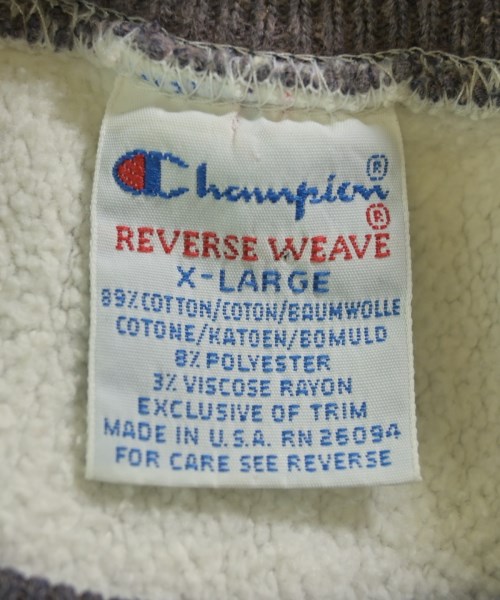 Champion®
REVERSE WEAVE®
X-LARGE
89% COTTON/COTON/BAUMWOLLE
COTONE/KATOEN/BOMULD
8% POLYESTER
3% VISCOSE RAYON
EXCLUSIVE OF TRIM
MADE IN U.S.A. RN 26094
FOR CARE SEE REVERSE